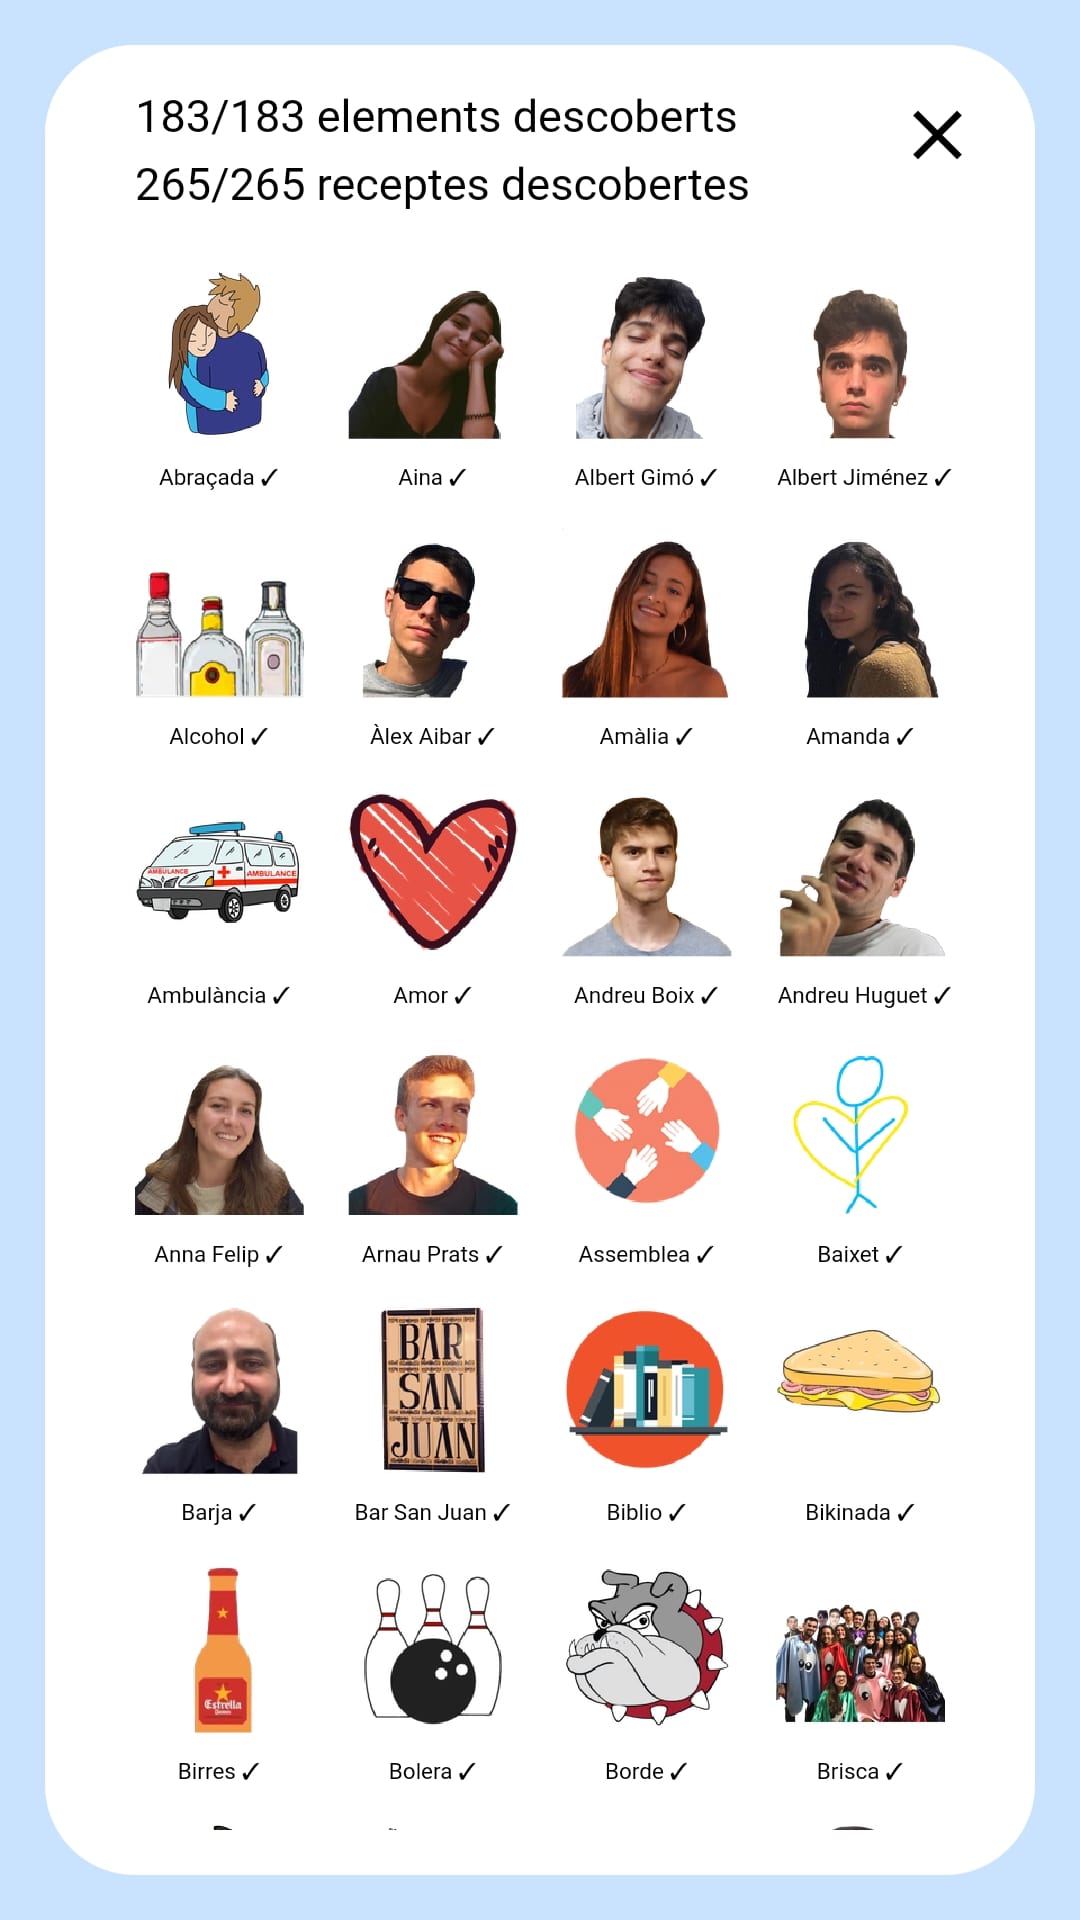 183/183 elements descoberts
265/265 receptes descobertes
Abraçada ✓
Aina ✓
Albert Gimó ✓
Albert Jiménez ✓
Alcohol ✓
Àlex Aibar ✓
Amàlia ✓
Amanda ✓
AMBULANCE
AMBULANCE
Ambulància ✓
Amor ✓
Andreu Boix ✓
Andreu Huguet ✓
Anna Felip ✓
Arnau Prats ✓
Assemblea ✓
Baixet ✓
BAR
SAN
JUAN
Barja ✓
Bar San Juan ✓
Biblio ✓
Bikinada ✓
Estrella
Birres ✓
Bolera ✓
Borde ✓
Brisca ✓